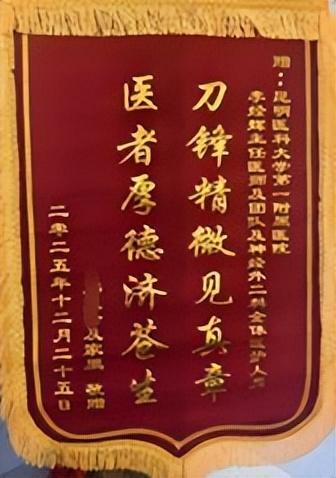 赠：昆明医科大学第一附属医院
李经辉主任医师及团队及神经外二科全体医护人员
刀锋精微见真章
医者厚德济苍生
及家属 敬赠
二零二五年十二月二十五日